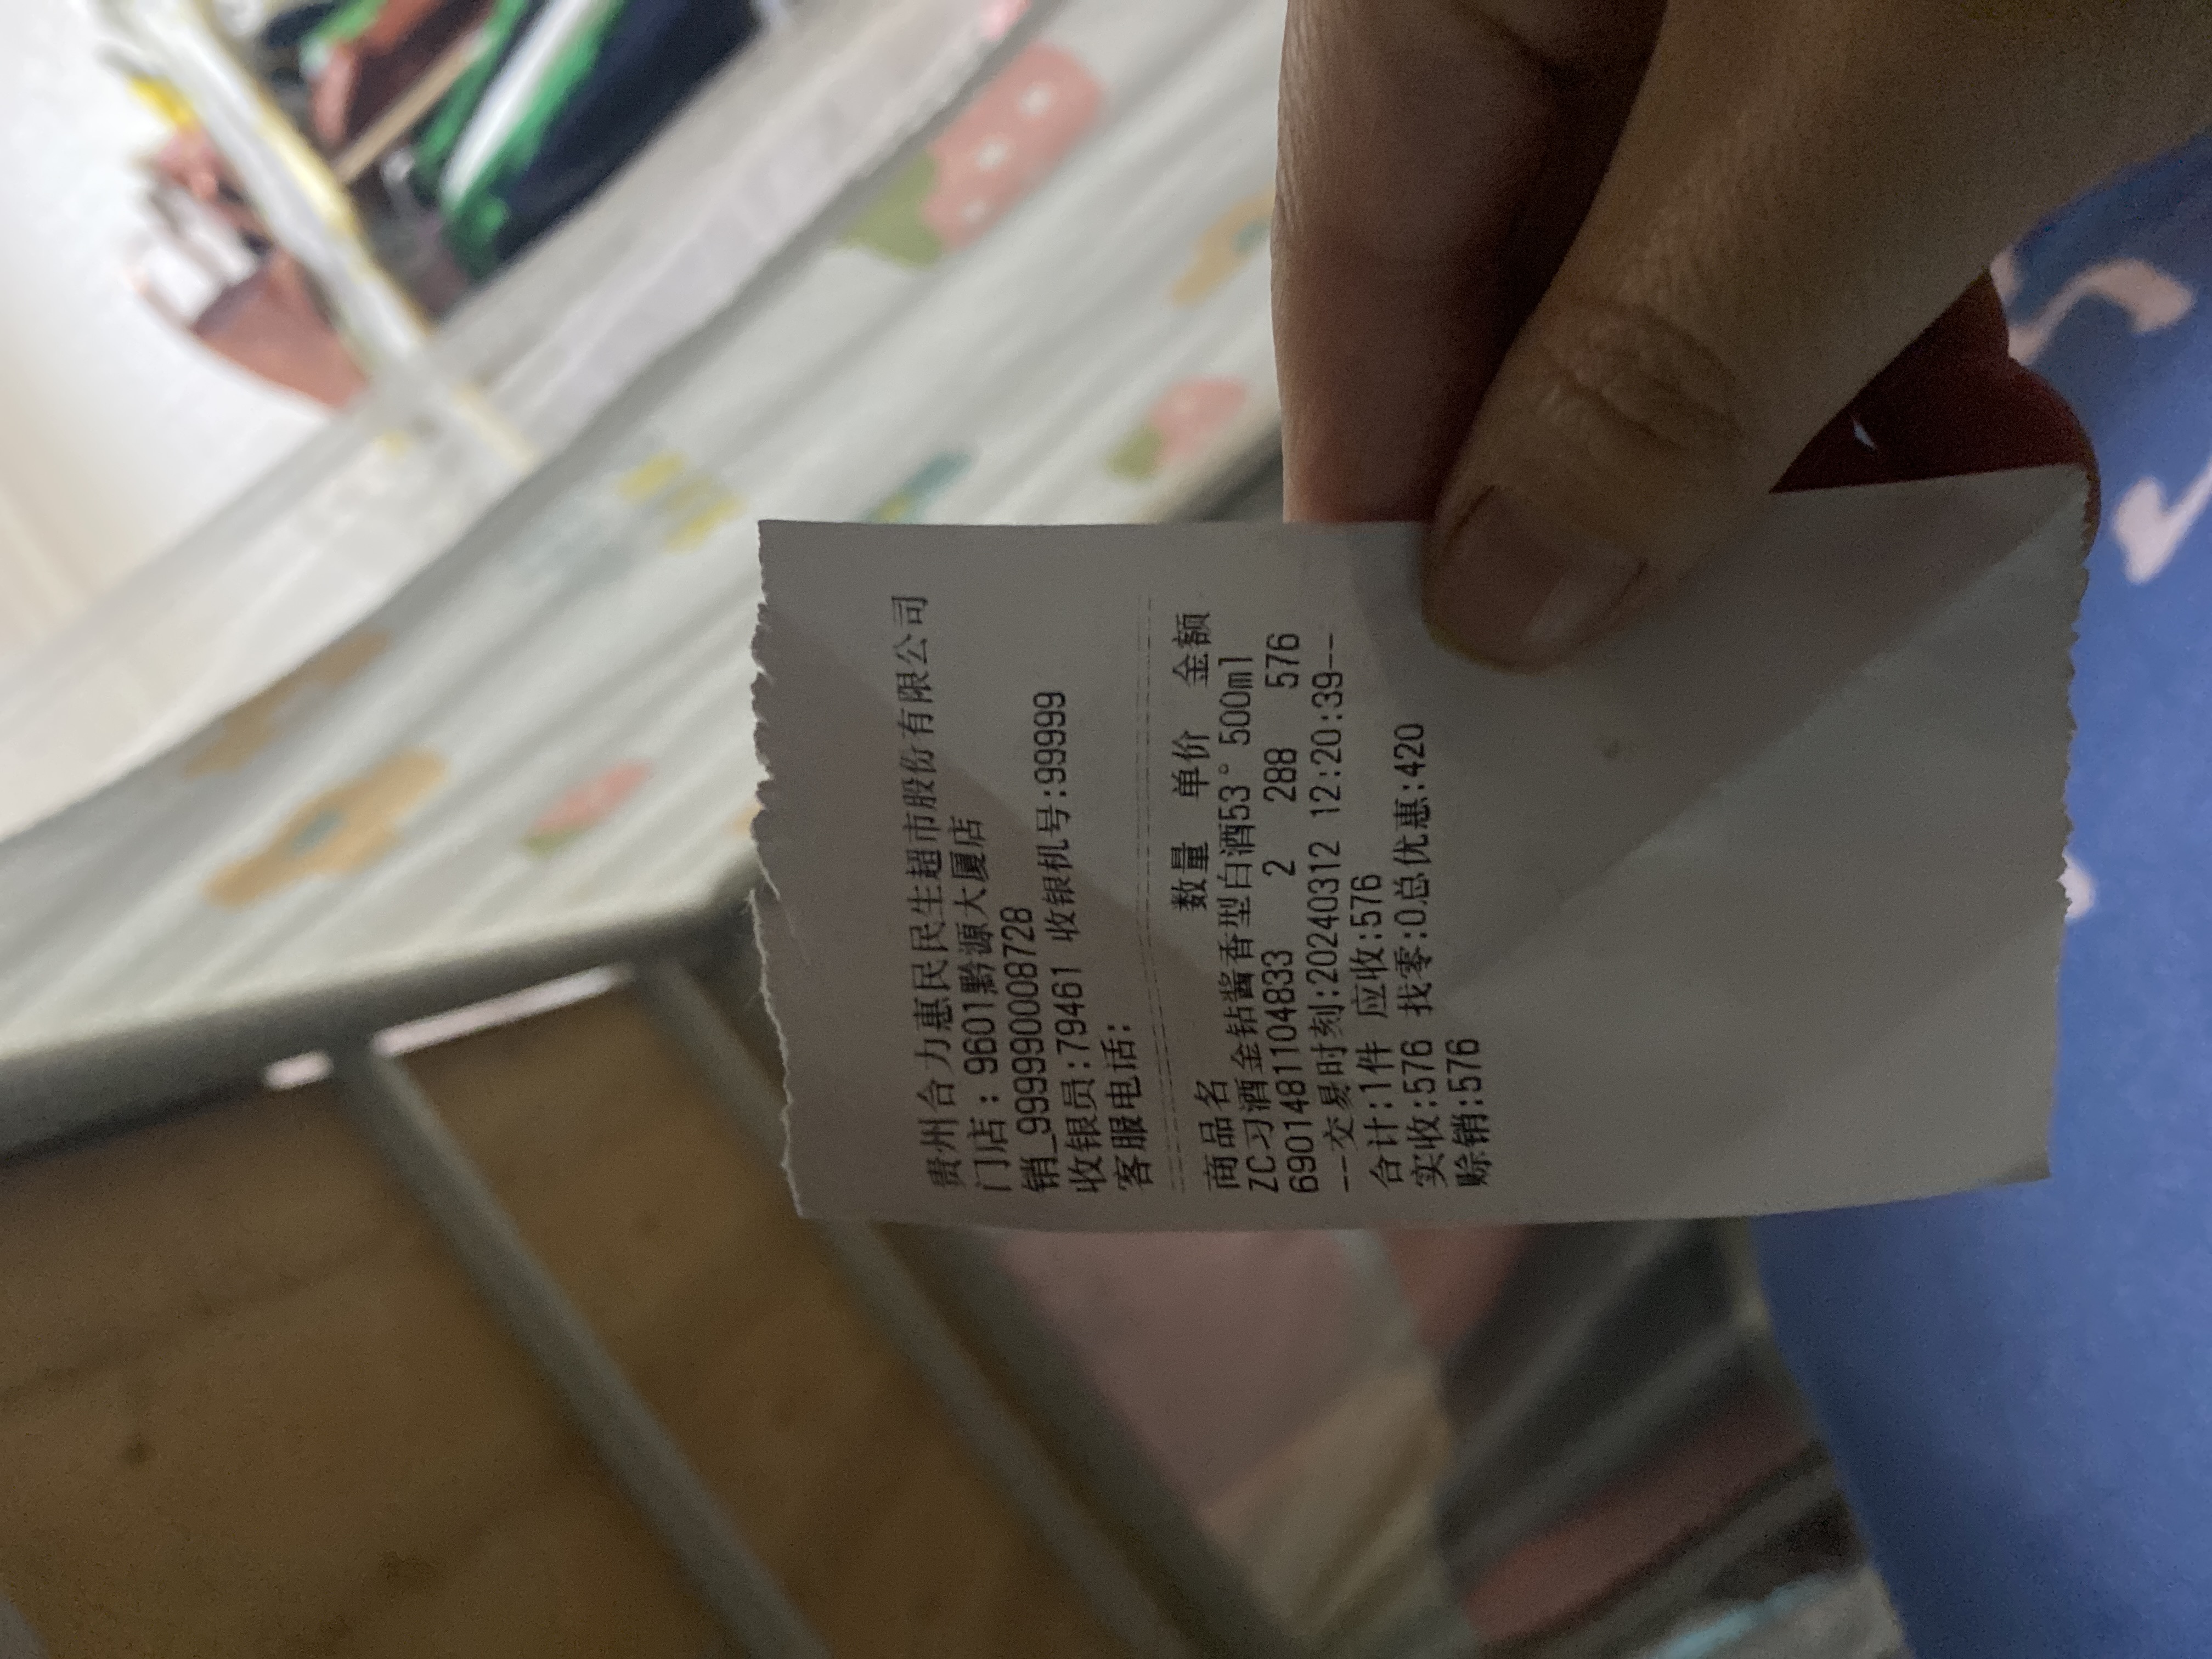 贵州合力惠民民生超市股份有限公司
门店：9601黔源大厦店
销_9999990008728
收银员:79461 收银机号:99999
客服电话:
商品名 数量 单价 金额
ZC习酒金钻酱香型白酒53°500ml
6901481104833 2 288 576
--交易时刻:20240312 12:20:39--
合计:1件 应收:576
实收:576 找零:0总优惠:420
赊销:576